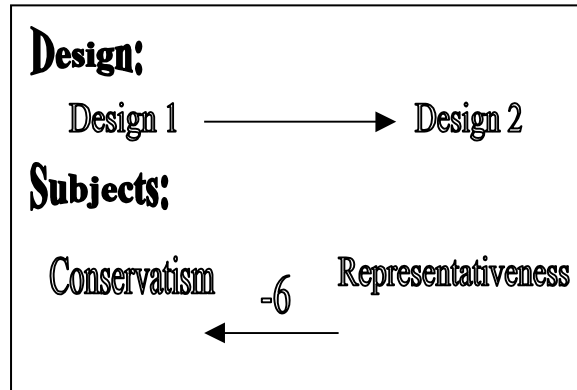 Design:
Design 1 Design 2
Subjects:
Conservatism -6 Representativeness